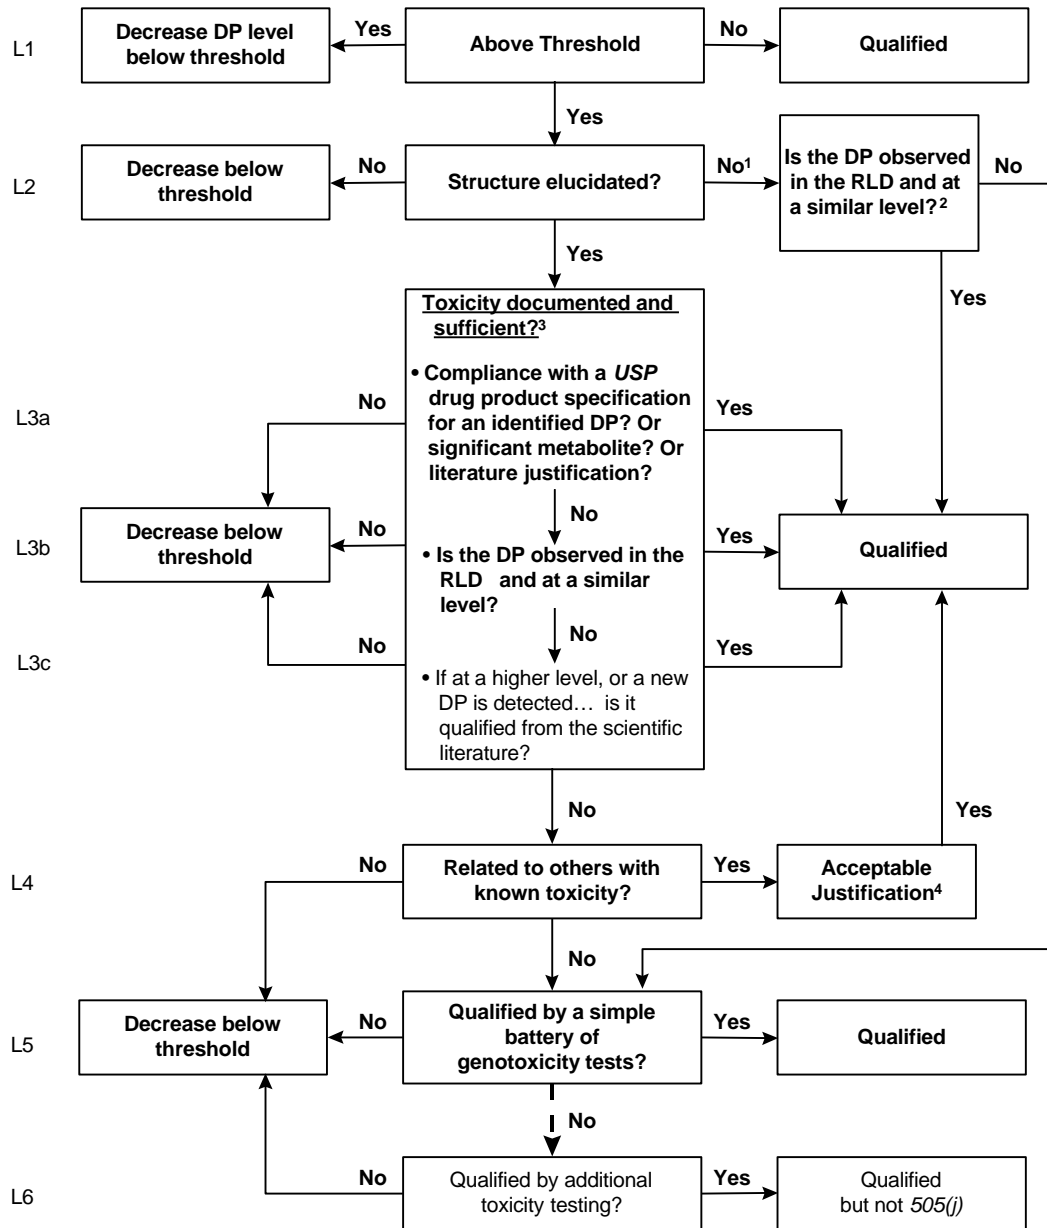 L1
Decrease DP level
below threshold
Yes
Above Threshold
No
Qualified
Yes
L2
Decrease below
threshold
No
Structure elucidated?
No¹
Is the DP observed
in the RLD and at
a similar level?²
No
Yes
Yes
Toxicity documented and
sufficient?³
L3a
No
• Compliance with a USP
drug product specification
for an identified DP? Or
significant metabolite? Or
literature justification?
Yes
No
L3b
Decrease below
threshold
No
• Is the DP observed in the
RLD and at a similar
level?
Yes
Qualified
No
L3c
No
• If at a higher level, or a new
DP is detected… is it
qualified from the scientific
literature?
Yes
No
Yes
L4
No
Related to others with
known toxicity?
Yes
Acceptable
Justification⁴
No
L5
Decrease below
threshold
No
Qualified by a simple
battery of
genotoxicity tests?
Yes
Qualified
No
L6
No
Qualified by additional
toxicity testing?
Yes
Qualified
but not 505(j)